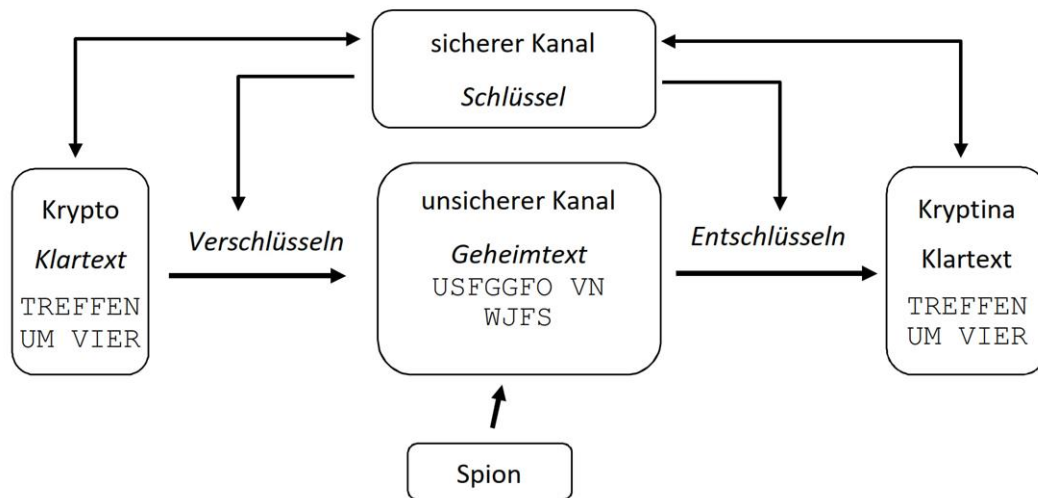 sicherer Kanal
Schlüssel
Krypto
Klartext
TREFFEN
UM VIER
Verschlüsseln
unsicherer Kanal
Geheimtext
USFGGFO VN
WJFS
Entschlüsseln
Kryptina
Klartext
TREFFEN
UM VIER
Spion